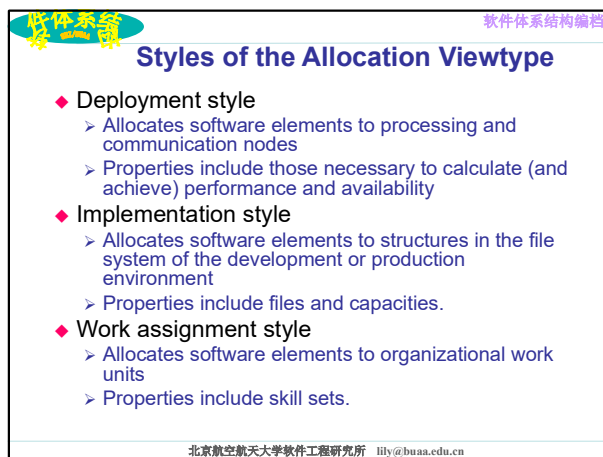 件体系结
软件体系结构编档
Styles of the Allocation Viewtype
Deployment style
Allocates software elements to processing and
communication nodes
Properties include those necessary to calculate (and
achieve) performance and availability
Implementation style
Allocates software elements to structures in the file
system of the development or production
environment
Properties include files and capacities.
Work assignment style
Allocates software elements to organizational work
units
Properties include skill sets.
北京航空航天大学软件工程研究所 lily@buaa.edu.cn